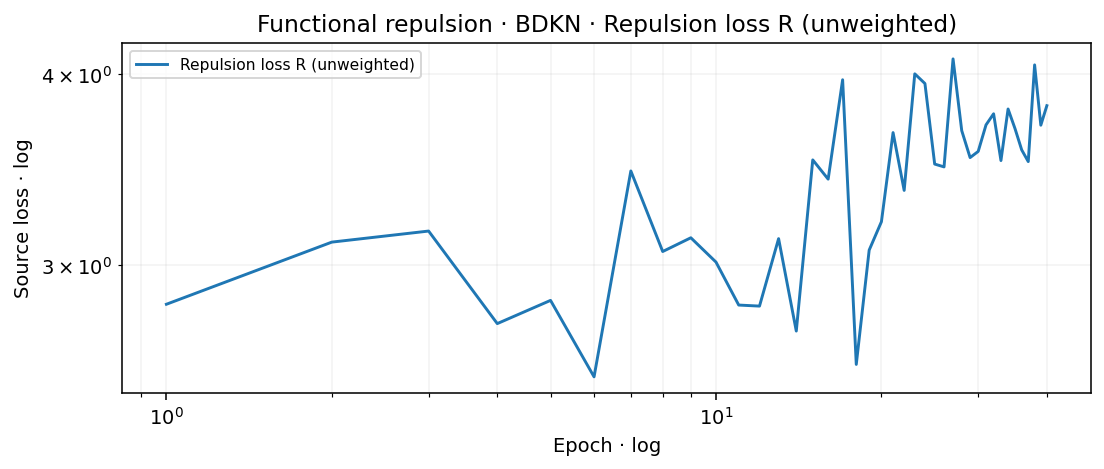 Functional repulsion · BDKN · Repulsion loss R (unweighted)
Repulsion loss R (unweighted)
4 × 10⁰
3 × 10⁰
Source loss · log
10⁰
10¹
Epoch · log